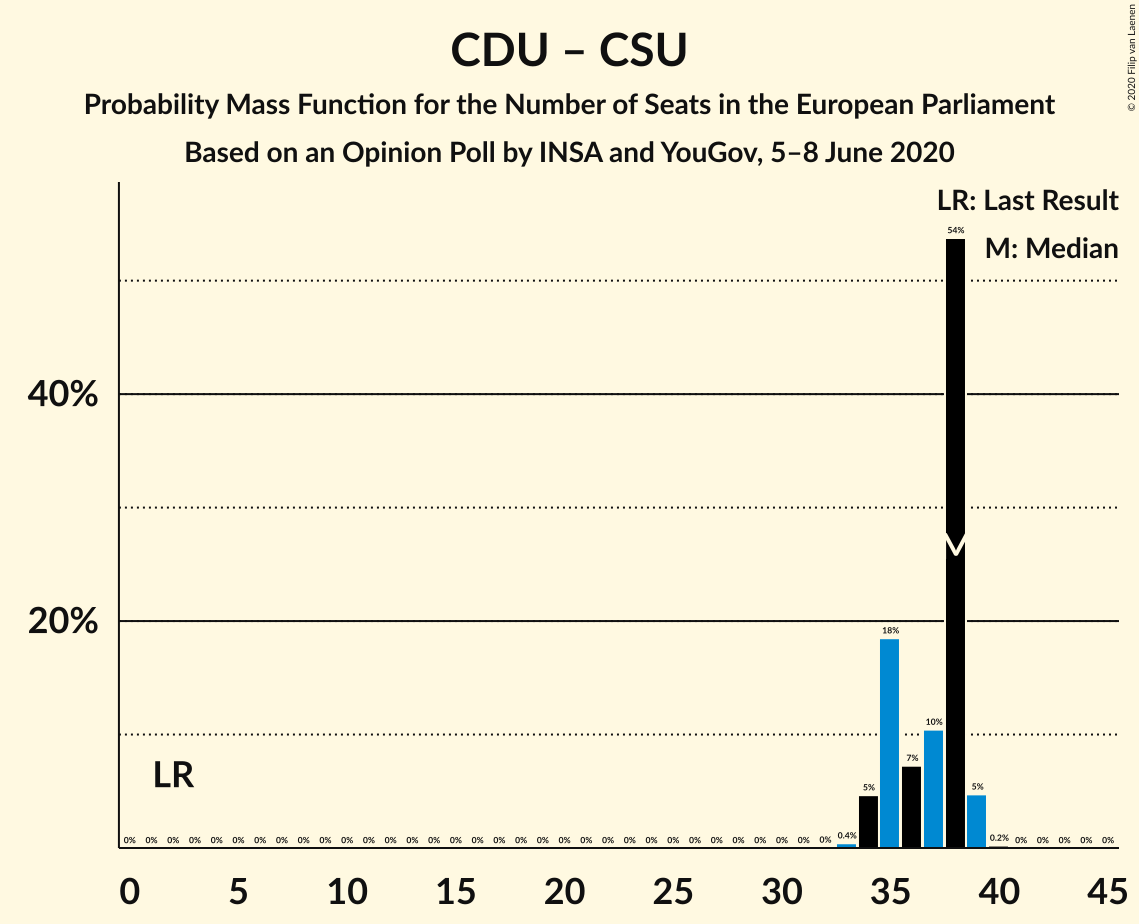 CDU – CSU
Probability Mass Function for the Number of Seats in the European Parliament
Based on an Opinion Poll by INSA and YouGov, 5–8 June 2020
© 2020 Filip van Laenen
LR: Last Result
M: Median
54%
40%
20%
18%
10%
7%
5%
5%
LR
0% 0% 0% 0% 0% 0% 0% 0% 0% 0% 0% 0% 0% 0% 0% 0% 0% 0% 0% 0% 0% 0% 0% 0% 0% 0% 0% 0% 0% 0% 0% 0% 0% 0.4% 0.2% 0% 0% 0% 0% 0%
0 5 10 15 20 25 30 35 40 45